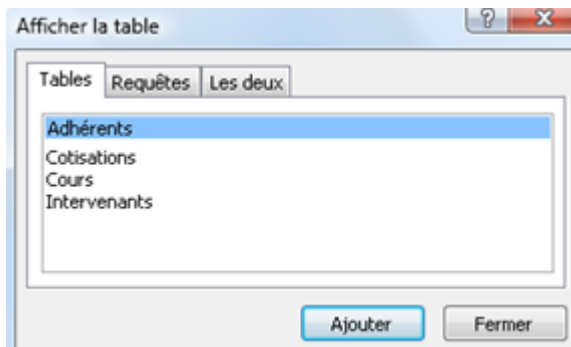 Afficher la table
?
Tables Requêtes Les deux
Adhérents
Cotisations
Cours
Intervenants
Ajouter Fermer